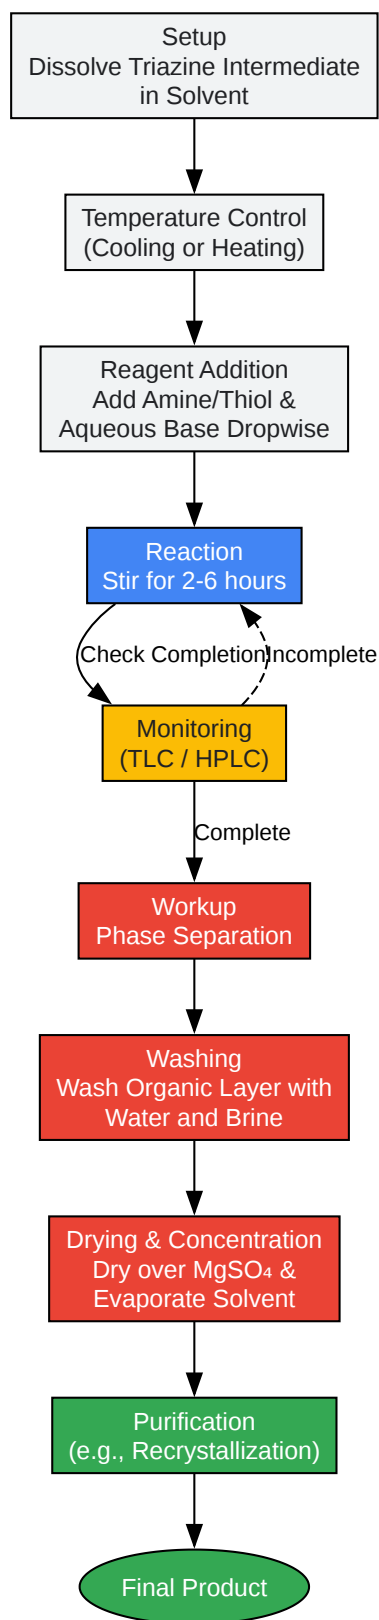 Setup
Dissolve Triazine Intermediate
in Solvent
Temperature Control
(Cooling or Heating)
Reagent Addition
Add Amine/Thiol &
Aqueous Base Dropwise
Reaction
Stir for 2-6 hours
Check Completion
Incomplete
Monitoring
(TLC / HPLC)
Complete
Workup
Phase Separation
Washing
Wash Organic Layer with
Water and Brine
Drying & Concentration
Dry over MgSO₄ &
Evaporate Solvent
Purification
(e.g., Recrystallization)
Final Product